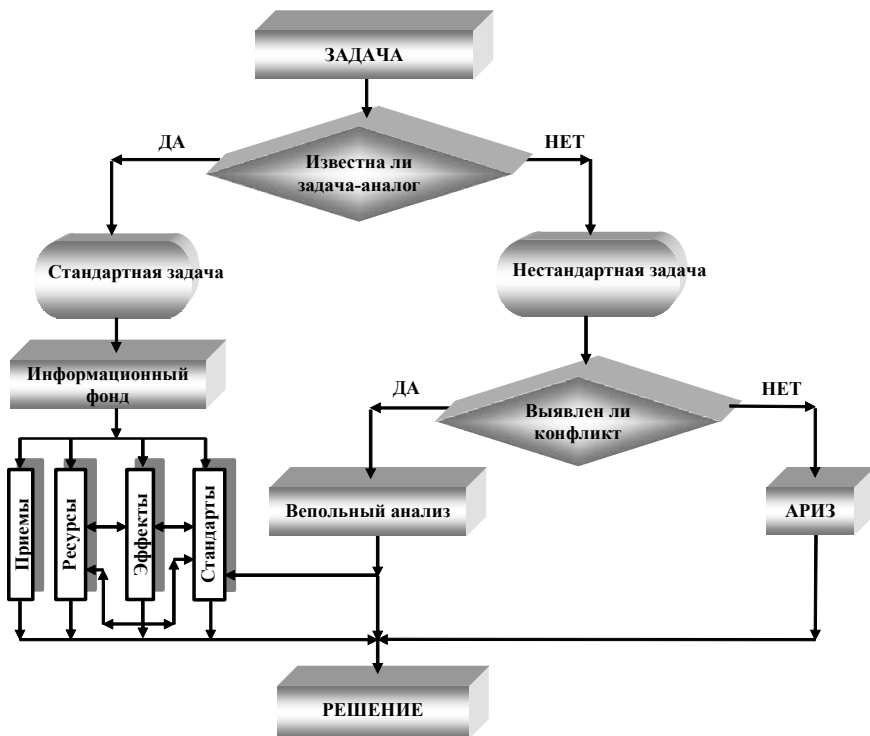 ЗАДАЧА
ДА
НЕТ
Известна ли
задача-аналог
Стандартная задача
Нестандартная задача
Информационный
фонд
ДА
НЕТ
Выявлен ли
конфликт
Приемы
Ресурсы
Эффекты
Стандарты
Вепольный анализ
АРИЗ
РЕШЕНИЕ